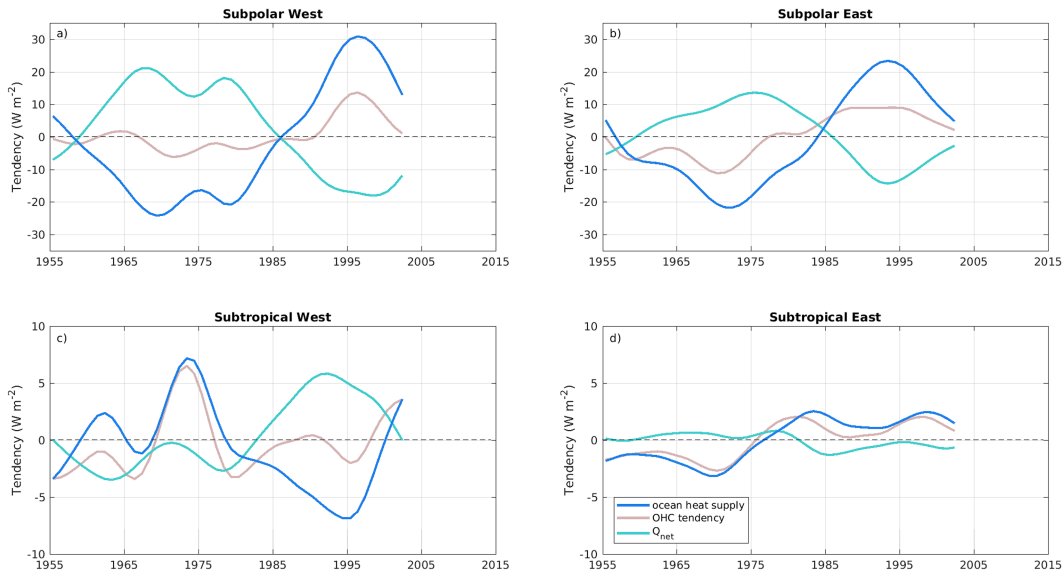 Subpolar West
a)
Tendency (W m-2)
30
20
10
0
-10
-20
-30
1955 1965 1975 1985 1995 2005 2015
Subpolar East
b)
Tendency (W m-2)
30
20
10
0
-10
-20
-30
1955 1965 1975 1985 1995 2005 2015
Subtropical West
c)
Tendency (W m-2)
10
5
0
-5
-10
1955 1965 1975 1985 1995 2005 2015
Subtropical East
d)
Tendency (W m-2)
10
5
0
-5
-10
ocean heat supply
OHC tendency
Qnet
1955 1965 1975 1985 1995 2005 2015